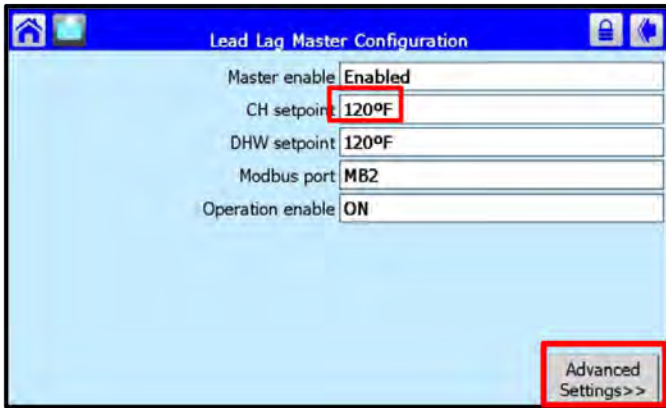 Lead Lag Master Configuration
Master enable Enabled
CH setpoint 120ºF
DHW setpoint 120ºF
Modbus port MB2
Operation enable ON
Advanced
Settings>>